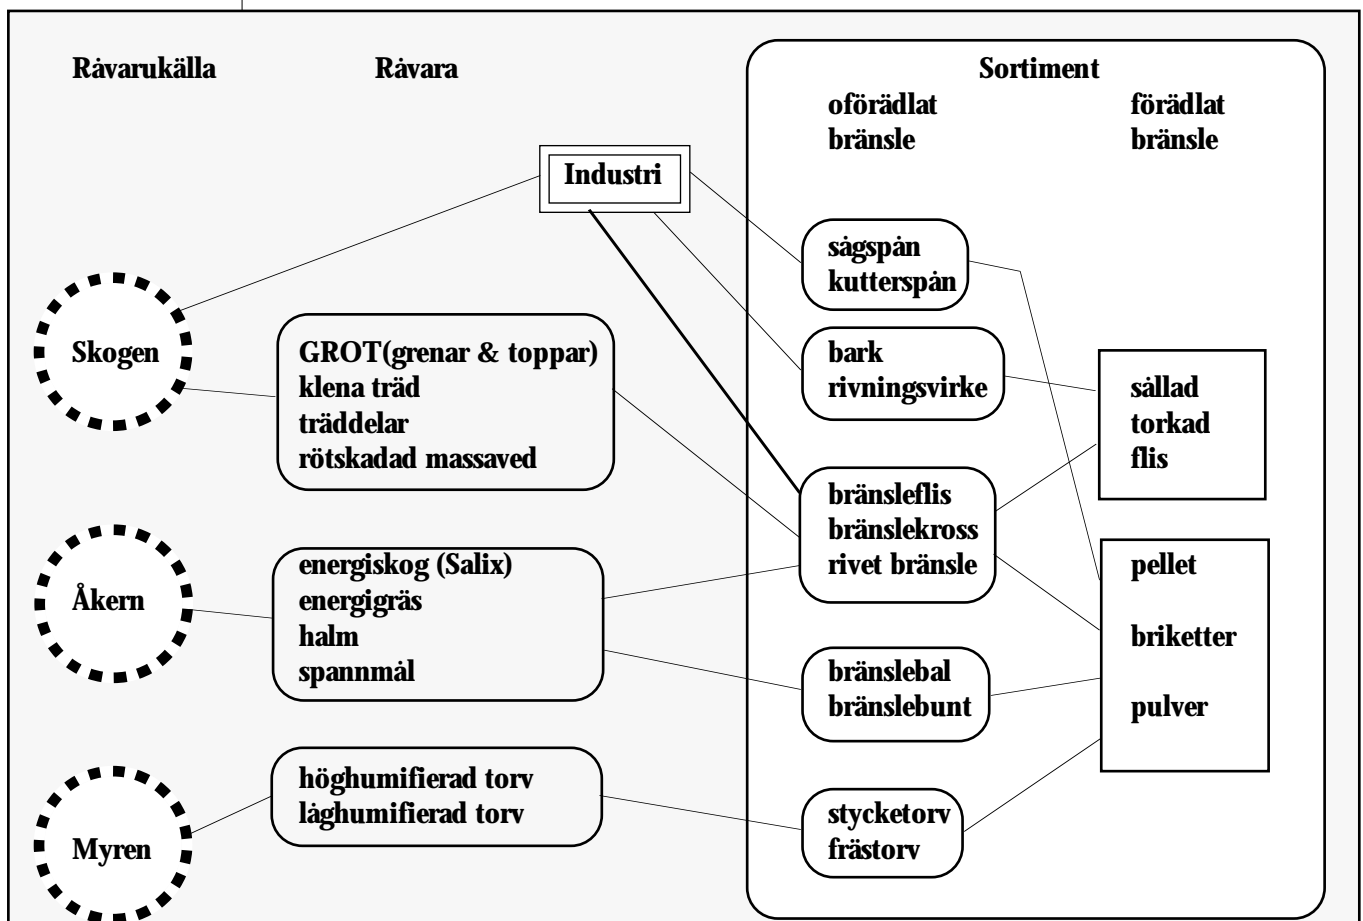 Råvarukälla
Råvara
Sortiment
oförädlat
bränsle
förädlat
bränsle
Industri
Skogen
GROT(grenar & toppar)
klena träd
träddelar
rötskadad massaved
Åkern
energiskog (Salix)
energigräs
halm
spannmål
Myren
höghumifierad torv
låghumifierad torv
sågspån
kutterspån
bark
rivningsvirke
bränsleflis
bränslekross
rivet bränsle
bränslebal
bränslebunt
stycketorv
frästorv
sållad
torkad
flis
pellet
briketter
pulver